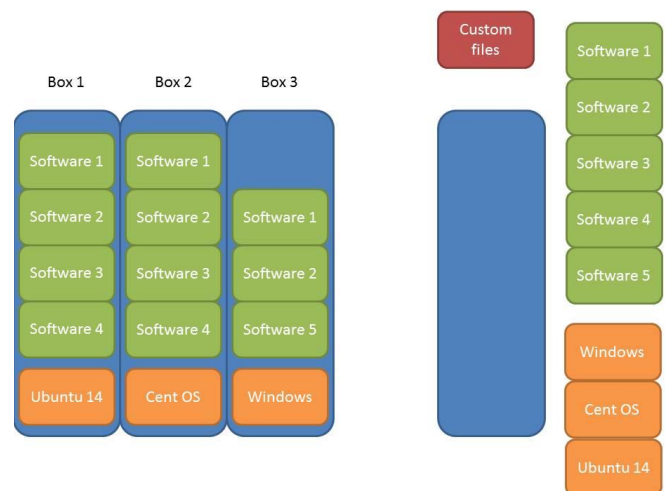 Custom
files
Software 1
Box 1
Box 2
Box 3
Software 2
Software 1
Software 1
Software 3
Software 2
Software 2
Software 1
Software 4
Software 3
Software 3
Software 2
Software 5
Software 4
Software 4
Software 5
Windows
Ubuntu 14
Cent OS
Windows
Cent OS
Ubuntu 14